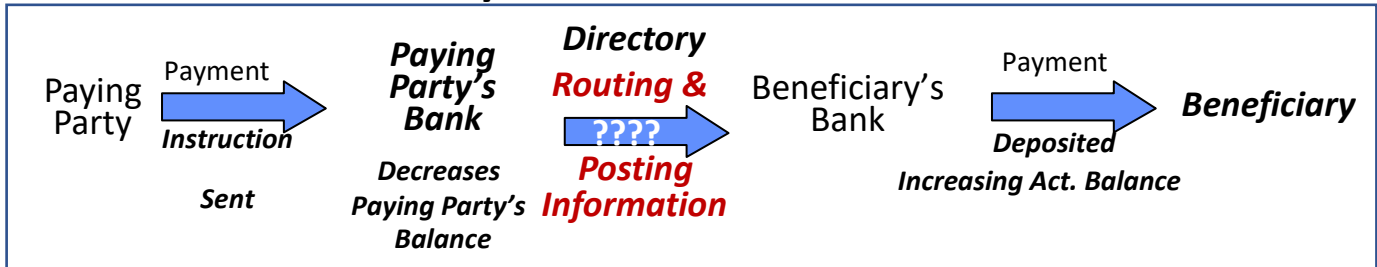 Paying
Party
Payment
Instruction
Sent
Paying
Party's
Bank
Decreases
Paying Party's
Balance
Directory
Routing &
????
Posting
Information
Beneficiary's
Bank
Payment
Deposited
Increasing Act. Balance
Beneficiary